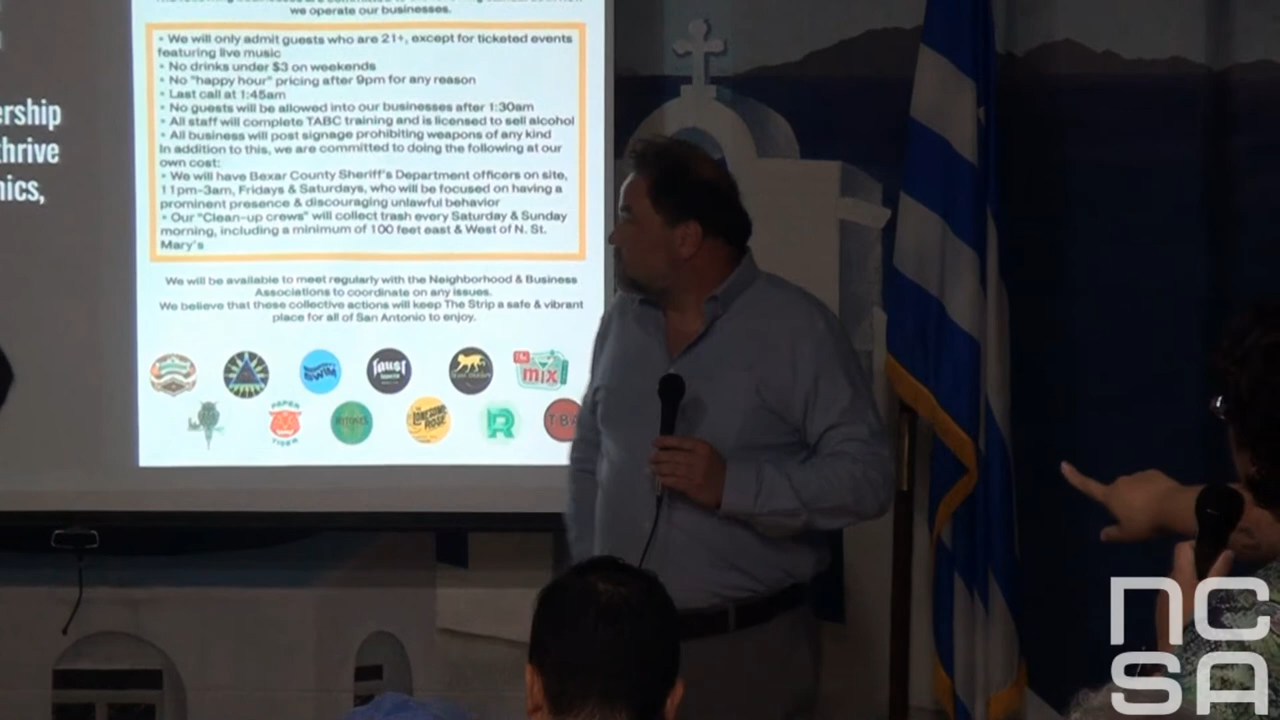 ership
hrive
nics,
we operate our businesses.
• We will only admit guests who are 21+, except for ticketed events
featuring live music
• No drinks under $3 on weekends
• No "happy hour" pricing after 9pm for any reason
• Last call at 1:45am
• No guests will be allowed into our businesses after 1:30am
• All staff will complete TABC training and is licensed to sell alcohol
• All business will post signage prohibiting weapons of any kind
In addition to this, we are committed to doing the following at our
own cost:
• We will have Bexar County Sheriff's Department officers on site,
11pm-3am, Fridays & Saturdays, who will be focused on having a
prominent presence & discouraging unlawful behavior
• Our "Clean-up crews" will collect trash every Saturday & Sunday
morning, including a minimum of 100 feet east & West of N. St.
Mary's
We will be available to meet regularly with the Neighborhood & Business
Associations to coordinate on any issues.
We believe that these collective actions will keep The Strip a safe & vibrant
place for all of San Antonio to enjoy.
SWIM
faust
mix
PAPER
TIGER
LONESOME
ROSE
R
TBA
NC
SA